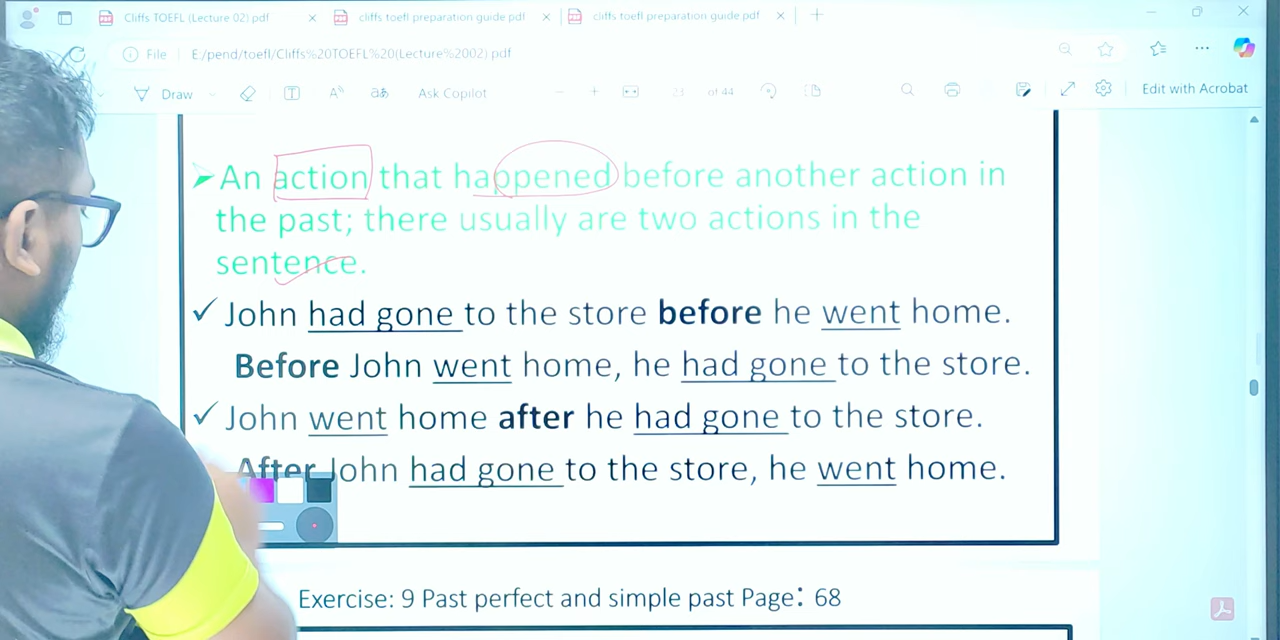 Cliffs TOEFL (Lecture 02) pdf
cliffs toefl preparation guide pdf
cliffs toefl preparation guide pdf
File E:/pend/toefl/Cliffs%20TOEFL%20(Lecture%2002).pdf
Draw
Ask Copilot
23 of 44
Edit with Acrobat
An action that happened before another action in
the past; there usually are two actions in the
sentence.
John had gone to the store before he went home.
Before John went home, he had gone to the store.
John went home after he had gone to the store.
After John had gone to the store, he went home.
Exercise: 9 Past perfect and simple past Page: 68